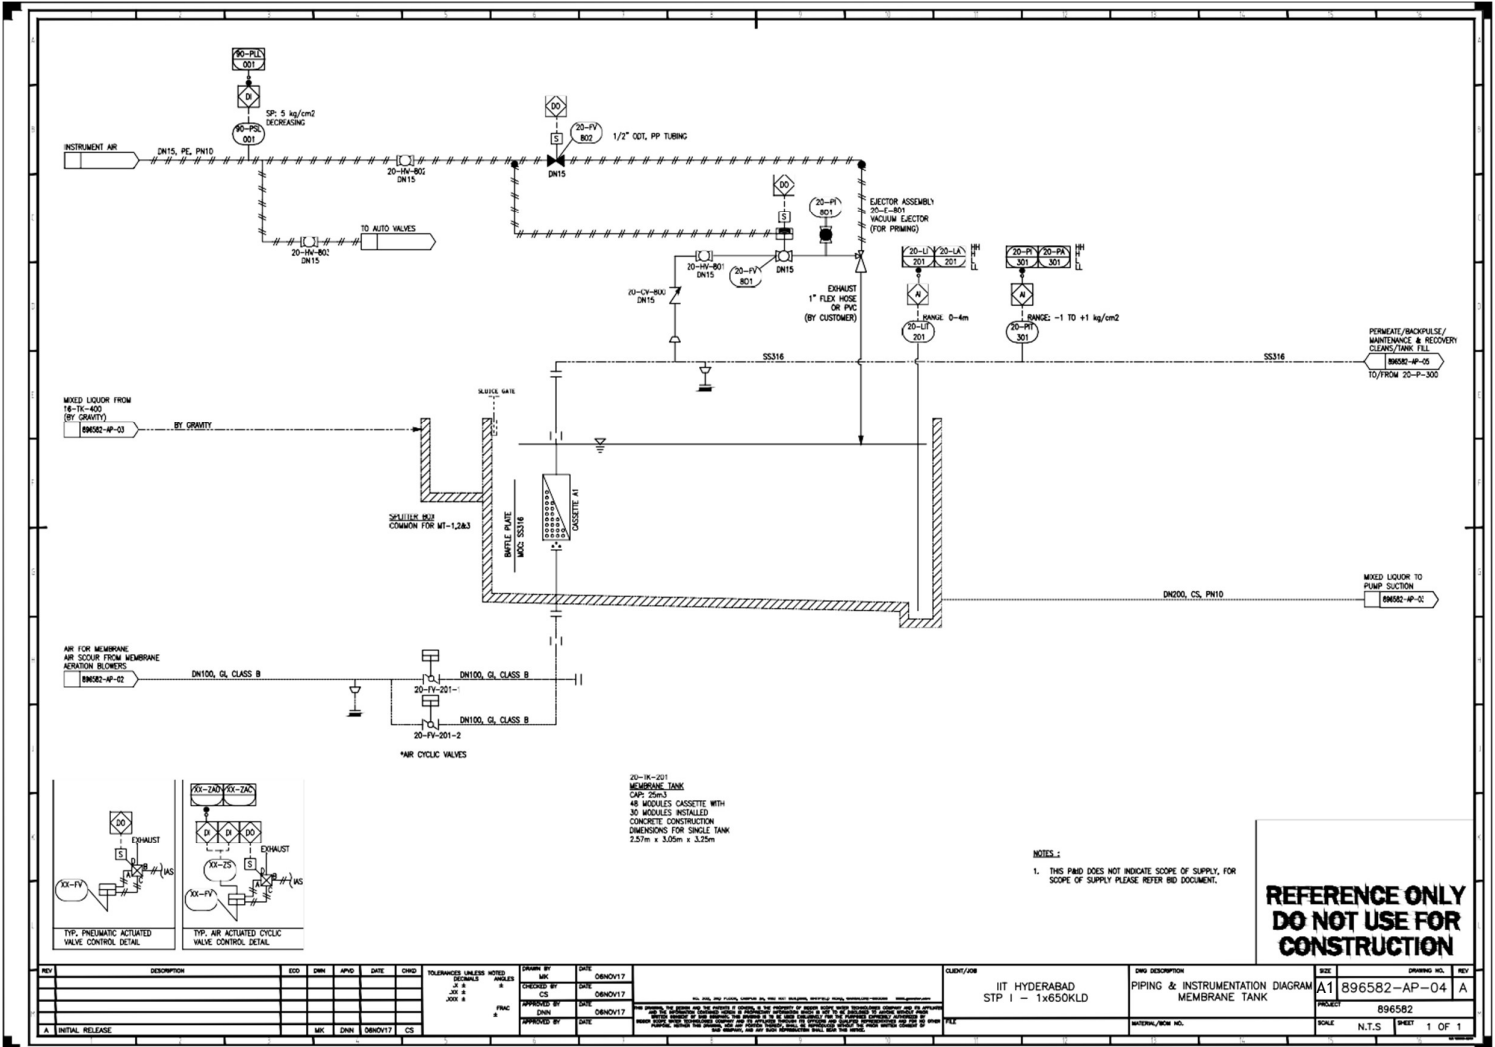 90-PLL
001
DI
SP: 5 kg/cm2
DECREASING
90-PSL
001
INSTRUMENT AIR
DN15, PE, PN10
20-HV-802
DN15
DO
S
20-FV
802
1/2" ODT, PP TUBING
DN15
TO AUTO VALVES
DN15
DO
S
20-PI
801
EJECTOR ASSEMBLY
20-E-801
VACUUM EJECTOR
(FOR PRIMING)
20-HV-801
DN15
20-FV
801
DN15
20-CV-800
DN15
EXHAUST
1" FLEX HOSE
OR PVC
(BY CUSTOMER)
20-LI
201
20-LA
201
HH
H
L
LL
AI
RANGE 0-4m
20-LIT
201
20-PI
301
20-PA
301
HH
H
L
LL
AI
RANGE: -1 TO +1 kg/cm2
20-PIT
301
SS316
SS316
PERMEATE/BACKPULSE/
MAINTENANCE & RECOVERY
CLEANS/TANK FILL
896582-AP-05
TO/FROM 20-P-300
MIXED LIQUOR FROM
16-TK-400
(BY GRAVITY)
896582-AP-03
BY GRAVITY
SLUICE GATE
SPLITTER BOX
COMMON FOR MT-1,2&3
BAFFLE PLATE
MOC: SS316
CASSETTE A1
MIXED LIQUOR TO
PUMP SUCTION
DN200, CS, PN10
AIR FOR MEMBRANE
AIR SCOUR FROM MEMBRANE
AERATION BLOWERS
896582-AP-02
DN100, GI, CLASS B
20-FV-201-1
DN100, GI, CLASS B
20-FV-201-2
DN100, GI, CLASS B
*AIR CYCLIC VALVES
20-TK-201
MEMBRANE TANK
CAP: 25m3
48 MODULES CASSETTE WITH
30 MODULES INSTALLED
CONCRETE CONSTRUCTION
DIMENSIONS FOR SINGLE TANK
2.57m x 3.05m x 3.25m
DO
EXHAUST
S
IAS
XX-FV
TYP. PNEUMATIC ACTUATED
VALVE CONTROL DETAIL
XX-ZAO
XX-ZAC
DI
DI
DO
EXHAUST
XX-ZS
S
IAS
XX-FV
TYP. AIR ACTUATED CYCLIC
VALVE CONTROL DETAIL
NOTES :
1. THIS P&ID DOES NOT INDICATE SCOPE OF SUPPLY, FOR
SCOPE OF SUPPLY PLEASE REFER BID DOCUMENT.
REFERENCE ONLY
DO NOT USE FOR
CONSTRUCTION
REV DESCRIPTION ECO DWN APVD DATE CHKD
A INITIAL RELEASE MK DNN 06NOV17 CS
TOLERANCES UNLESS NOTED
DECIMALS ANGLES
.X ± ±
.XX ±
.XXX ±
FRAC
±
DRAWN BY DATE
MK 06NOV17
CHECKED BY DATE
CS 06NOV17
APPROVED BY DATE
DNN 06NOV17
APPROVED BY DATE
CLIENT/JOB
IIT HYDERABAD
STP I - 1x650KLD
FILE
DWG DESCRIPTION
PIPING & INSTRUMENTATION DIAGRAM
MEMBRANE TANK
MATERIAL/BOM NO.
SIZE DRAWING NO. REV
A1 896582-AP-04 A
PROJECT
896582
SCALE N.T.S SHEET 1 OF 1